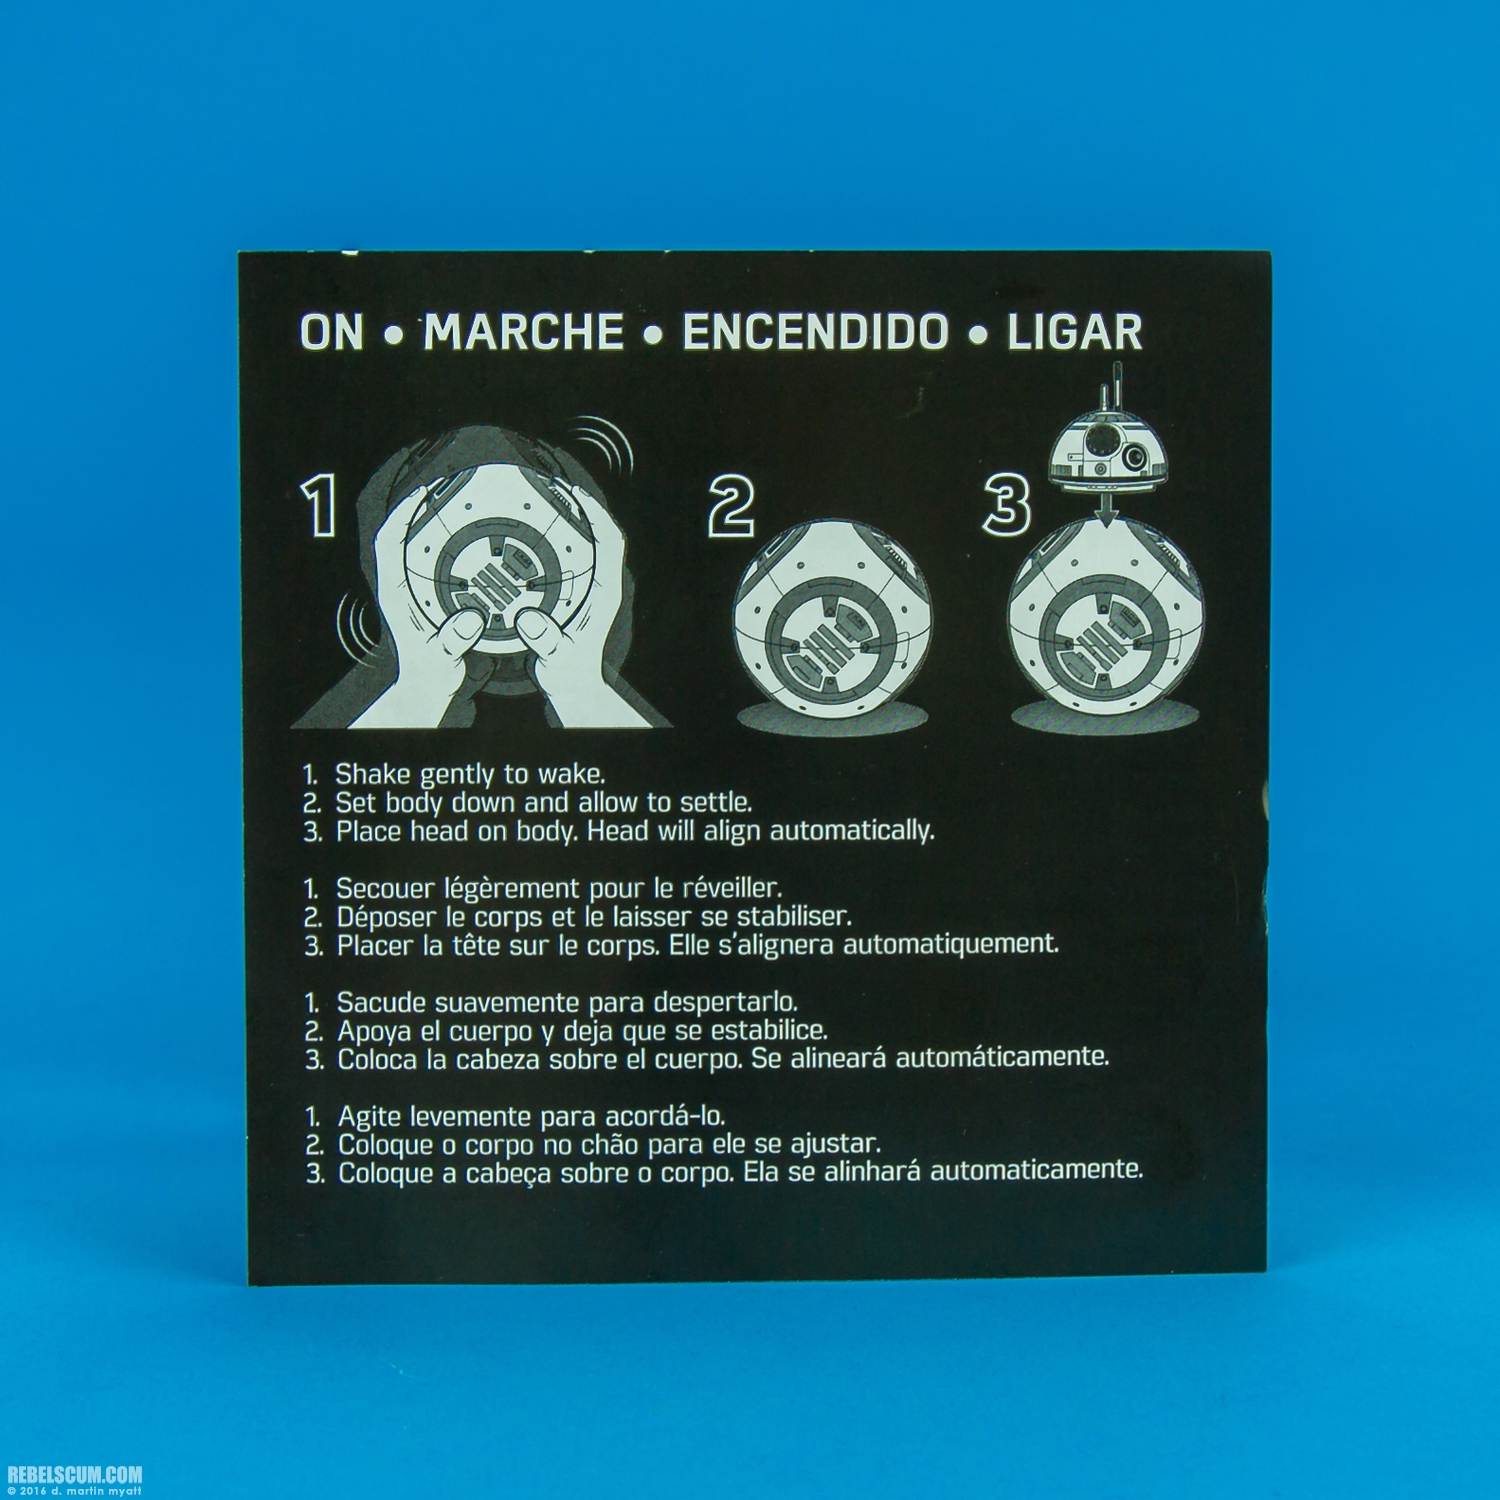 ON • MARCHE • ENCENDIDO • LIGAR
1
2
3
1. Shake gently to wake.
2. Set body down and allow to settle.
3. Place head on body. Head will align automatically.
1. Secouer légèrement pour le réveiller.
2. Déposer le corps et le laisser se stabiliser.
3. Placer la tête sur le corps. Elle s'alignera automatiquement.
1. Sacude suavemente para despertarlo.
2. Apoya el cuerpo y deja que se estabilice.
3. Coloca la cabeza sobre el cuerpo. Se alineará automáticamente.
1. Agite levemente para acordá-lo.
2. Coloque o corpo no chão para ele se ajustar.
3. Coloque a cabeça sobre o corpo. Ela se alinhará automaticamente.
REBELSCUM.COM
© 2016 d. martin myatt